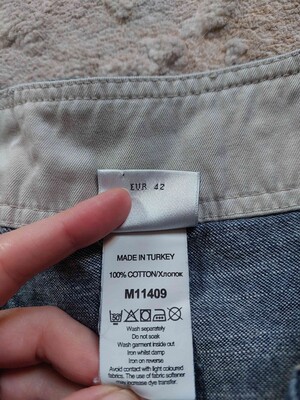 EUR 42
MADE IN TURKEY
100% COTTON/Хлопок
M11409
Wash separately
Do not soak
Wash garment inside out
Iron whilst damp
Iron on reverse
Avoid contact with light coloured
fabrics. The use of fabric softener
may increase dye transfer.